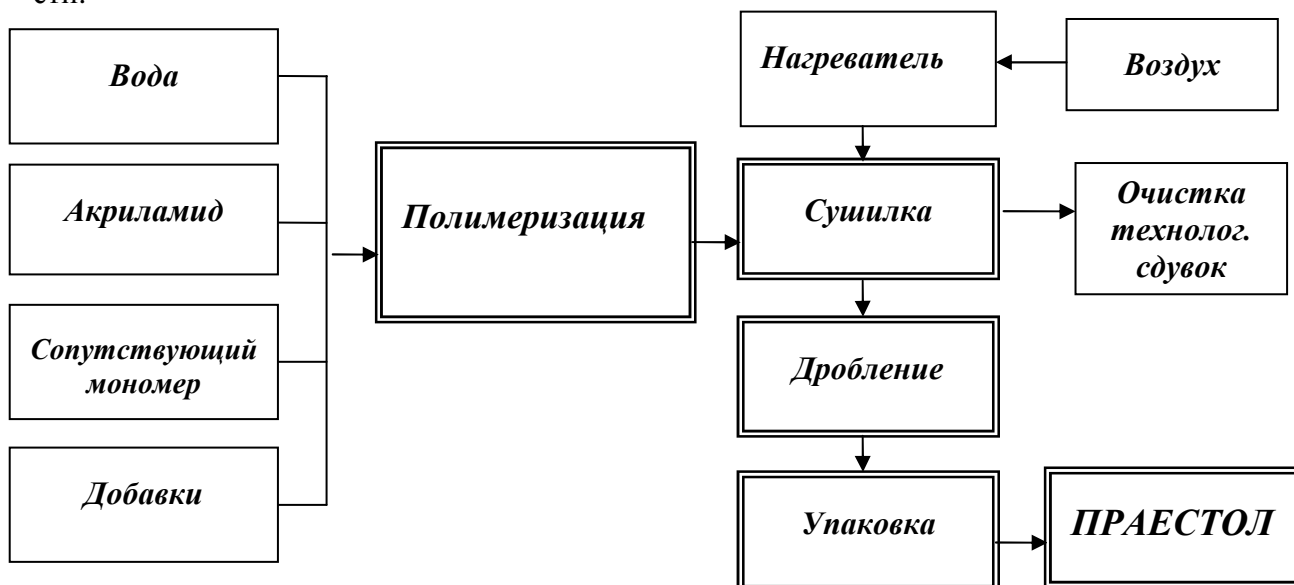 Вода
Акриламид
Сопутствующий
мономер
Добавки
Полимеризация
Нагреватель
Воздух
Сушилка
Очистка
технолог.
сдувок
Дробление
Упаковка
ПРАЕСТОЛ